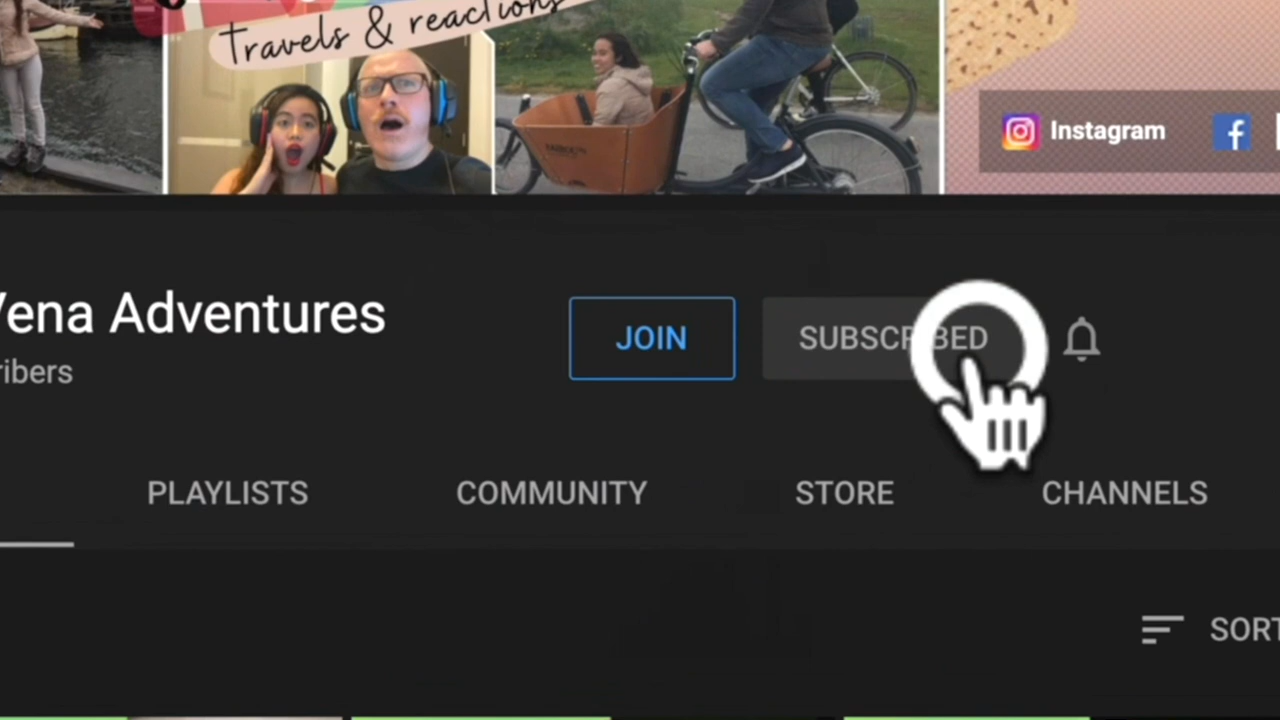 Travels & reactions
Instagram
Vena Adventures
JOIN
SUBSCRIBED
ribers
PLAYLISTS
COMMUNITY
STORE
CHANNELS
SORT